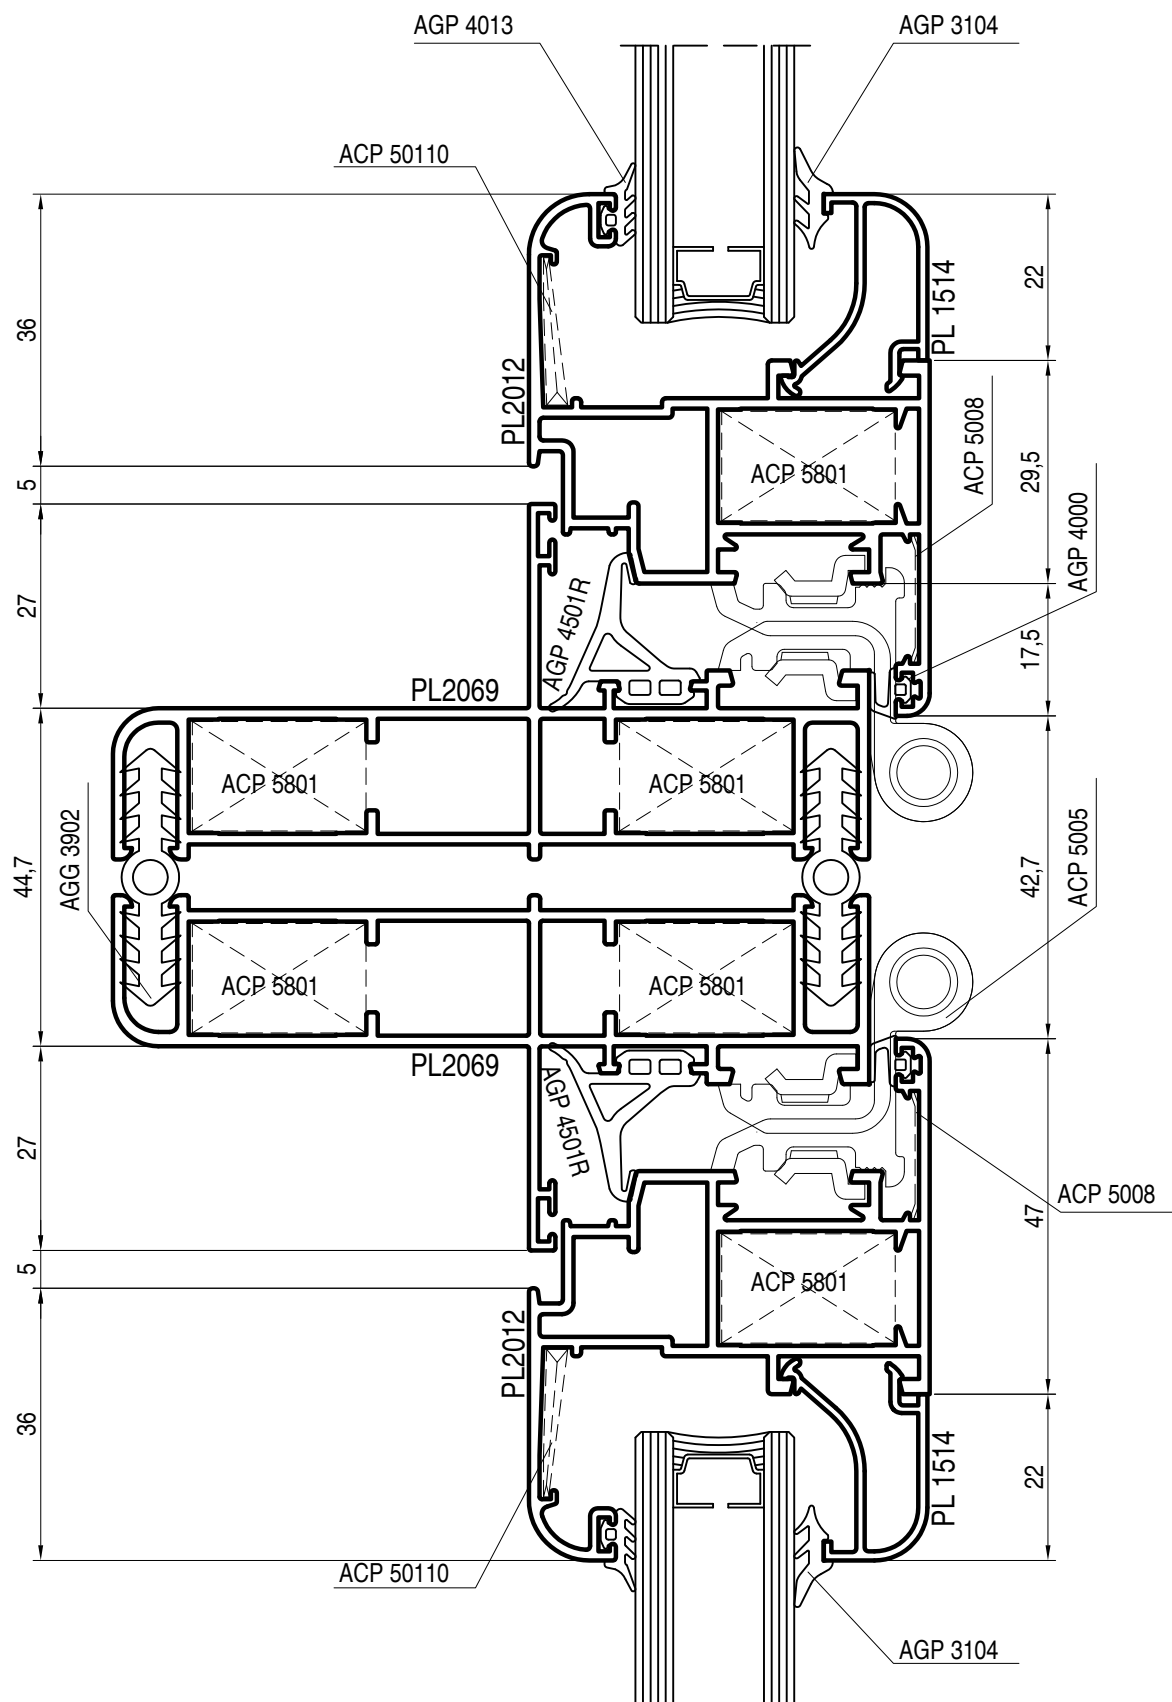 AGP 4013
AGP 3104
ACP 50110
36
22
PL 1514
PL2012
ACP 5008
ACP 5801
29,5
5
AGP 4000
27
AGP 4501R
17,5
PL2069
ACP 5801
ACP 5801
ACP 5005
AGG 3902
44,7
42,7
ACP 5801
ACP 5801
PL2069
AGP 4501R
27
ACP 5008
47
5
ACP 5801
PL2012
36
PL 1514
22
ACP 50110
AGP 3104